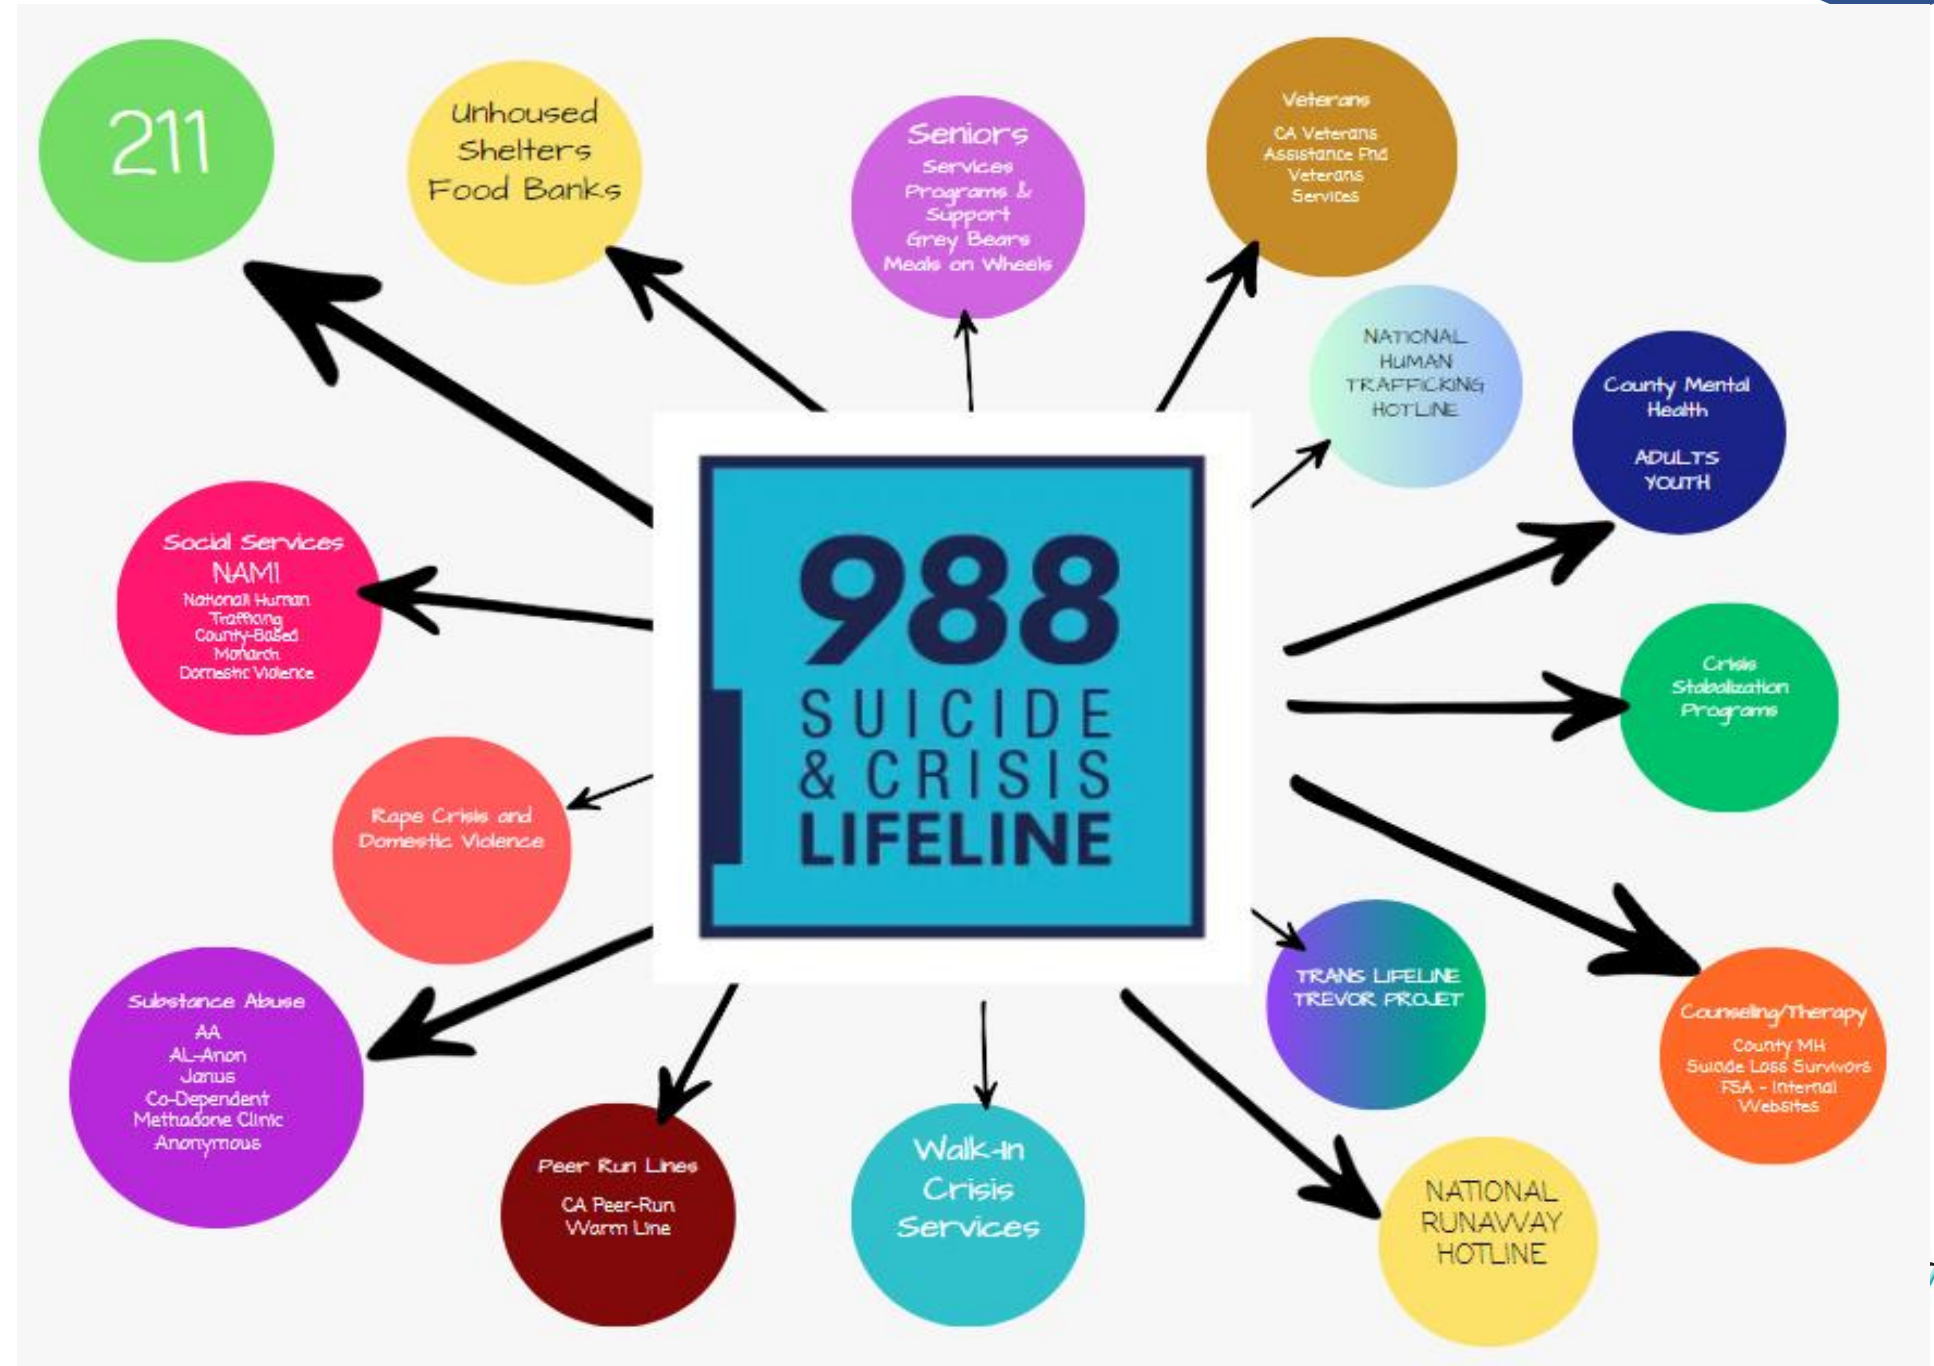 211
Unhoused
Shelters
Food Banks
Seniors
Services
Programs &
Support
Grey Bears
Meals on Wheels
Veterans
CA Veterans
Assistance Fnd
Veterans
Services
NATIONAL
HUMAN
TRAFFICKING
HOTLINE
County Mental
Health
ADULTS
YOUTH
988
SUICIDE
& CRISIS
LIFELINE
Social Services
NAMI
Nationall Human
Trafficing
County-Based
Monarch
Domestic Violence
Crisis
Stabalization
Programs
Rape Crisis and
Domestic Violence
TRANS LIFELINE
TREVOR PROJET
Substance Abuse
AA
AL-Anon
Janus
Co-Dependent
Methadone Clinic
Anonymous
Counseling/Therapy
County MH
Suicide Loss Survivors
FSA - Internal
Websites
Peer Run Lines
CA Peer-Run
Warm Line
Walk-In
Crisis
Services
NATIONAL
RUNAWAY
HOTLINE